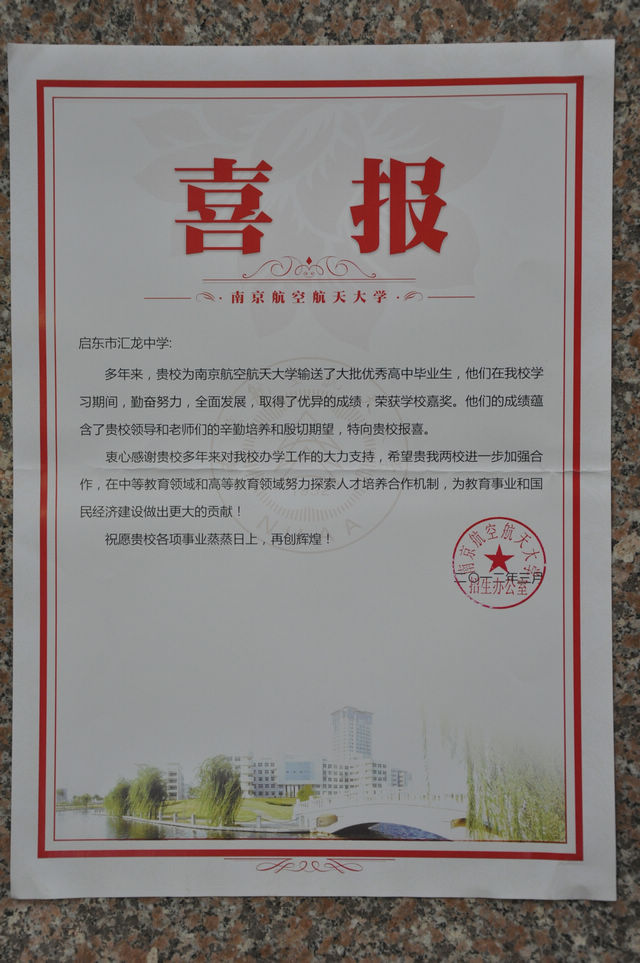 喜报
南京航空航天大学
启东市汇龙中学:
多年来，贵校为南京航空航天大学输送了大批优秀高中毕业生，他们在我校学
习期间，勤奋努力，全面发展，取得了优异的成绩，荣获学校嘉奖。他们的成绩蕴
含了贵校领导和老师们的辛勤培养和殷切期望，特向贵校报喜。
衷心感谢贵校多年来对我校办学工作的大力支持，希望贵我两校进一步加强合
作，在中等教育领域和高等教育领域努力探索人才培养合作机制，为教育事业和国
民经济建设做出更大的贡献！
祝愿贵校各项事业蒸蒸日上，再创辉煌！
南京航空航天大学
二〇一一年三月
招生办公室
NUAA